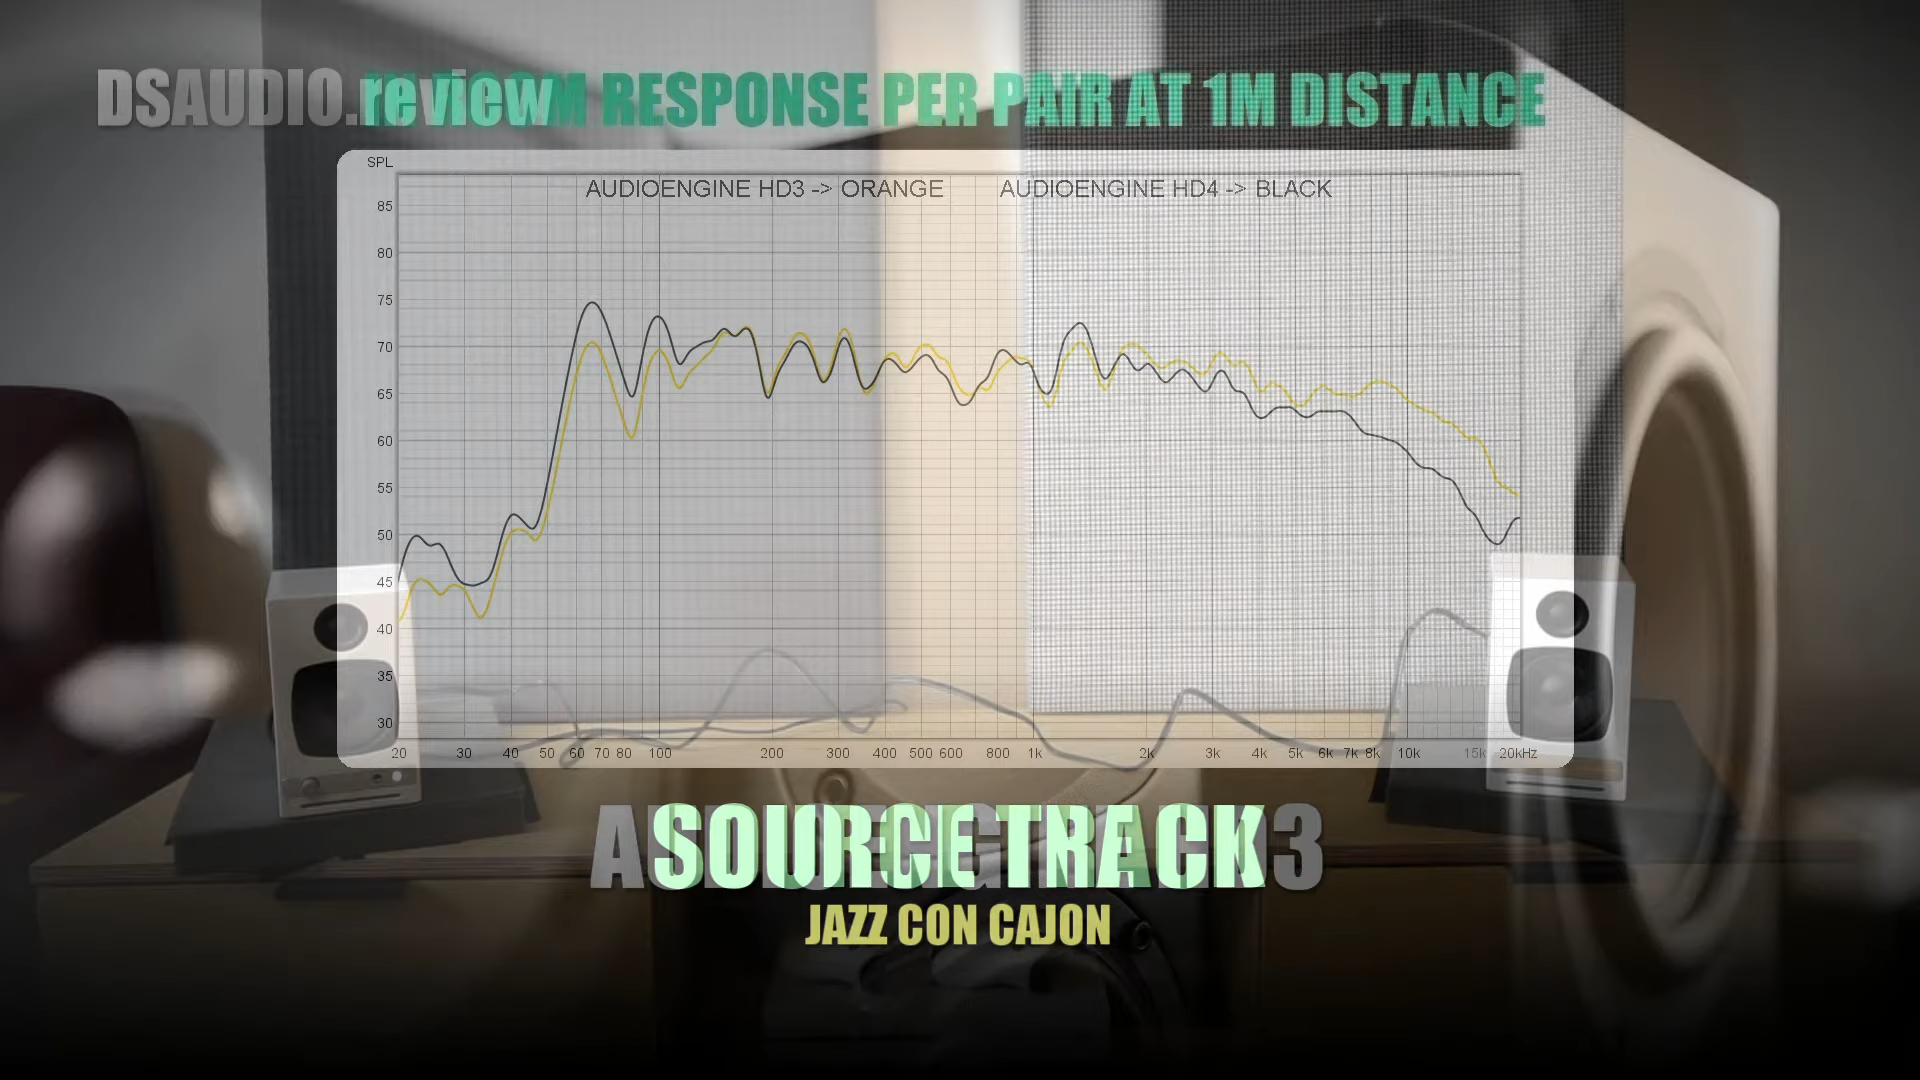 DSAUDIO.review
RESPONSE PER PAIR AT 1M DISTANCE
SPL
AUDIOENGINE HD3 -> ORANGE
AUDIOENGINE HD4 -> BLACK
85
80
75
70
65
60
55
50
45
40
35
30
20 30 40 50 60 70 80 100 200 300 400 500 600 800 1k 2k 3k 4k 5k 6k 7k 8k 10k 15k 20kHz
SOURCE TRACK
JAZZ CON CAJON